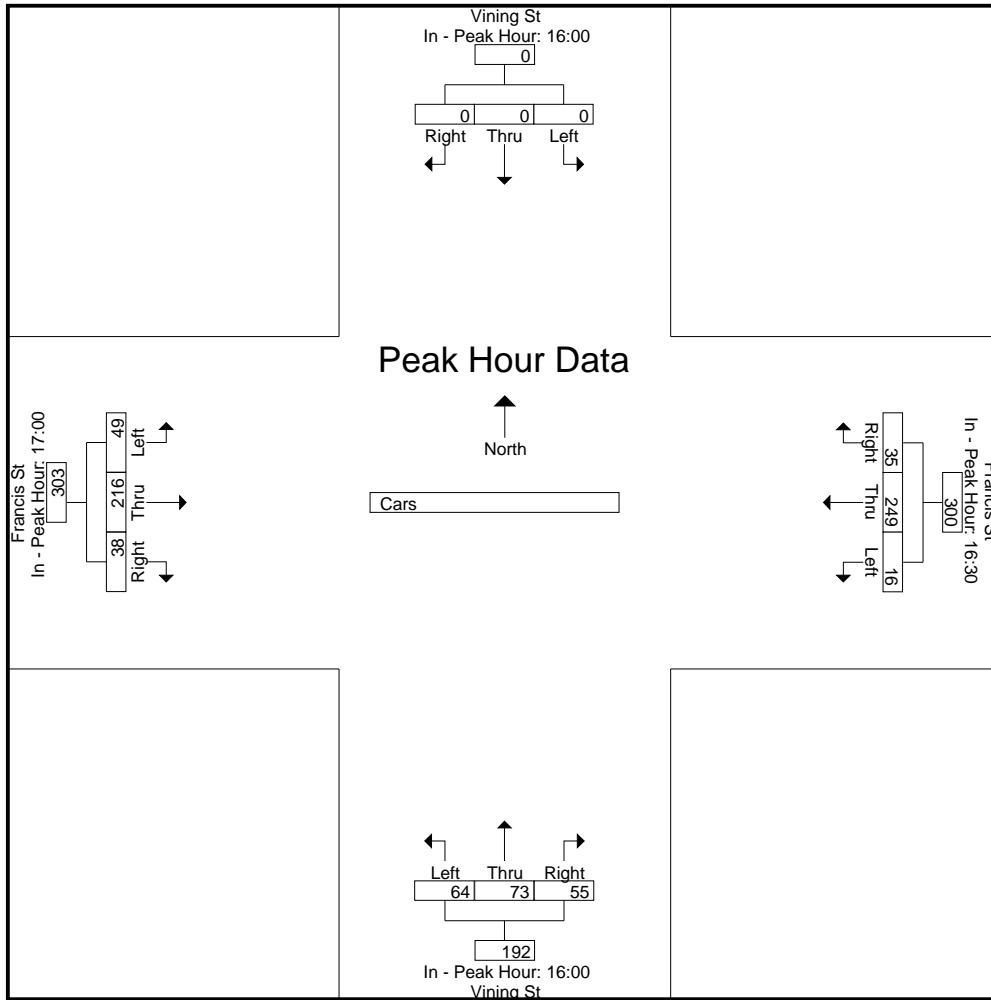 Vining St
In - Peak Hour: 16:00
0
0 0 0
Right Thru Left
Peak Hour Data
North
Cars
Francis St
In - Peak Hour: 17:00
303
49 216 38
Left Thru Right
Francis St
In - Peak Hour: 16:30
300
35 249 16
Right Thru Left
Left Thru Right
64 73 55
192
In - Peak Hour: 16:00
Vining St